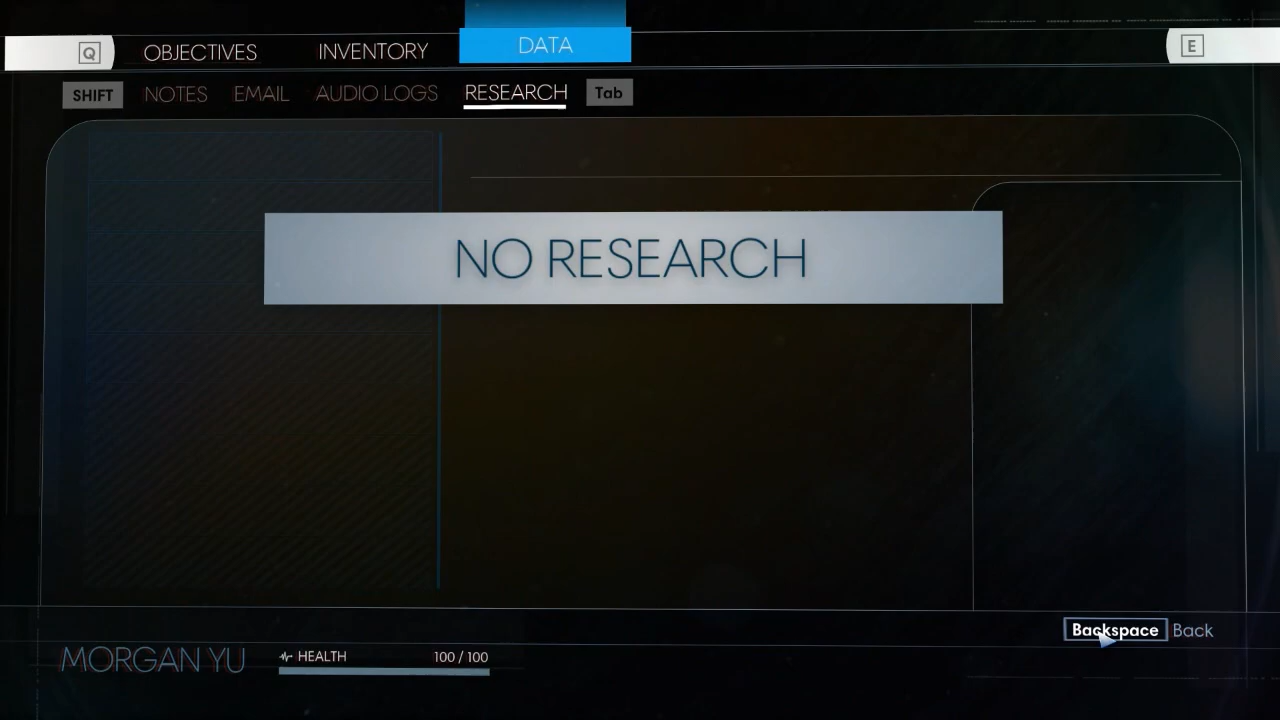 Q OBJECTIVES INVENTORY DATA E
SHIFT NOTES EMAIL AUDIO LOGS RESEARCH Tab
NO RESEARCH
Backspace Back
MORGAN YU HEALTH 100 / 100